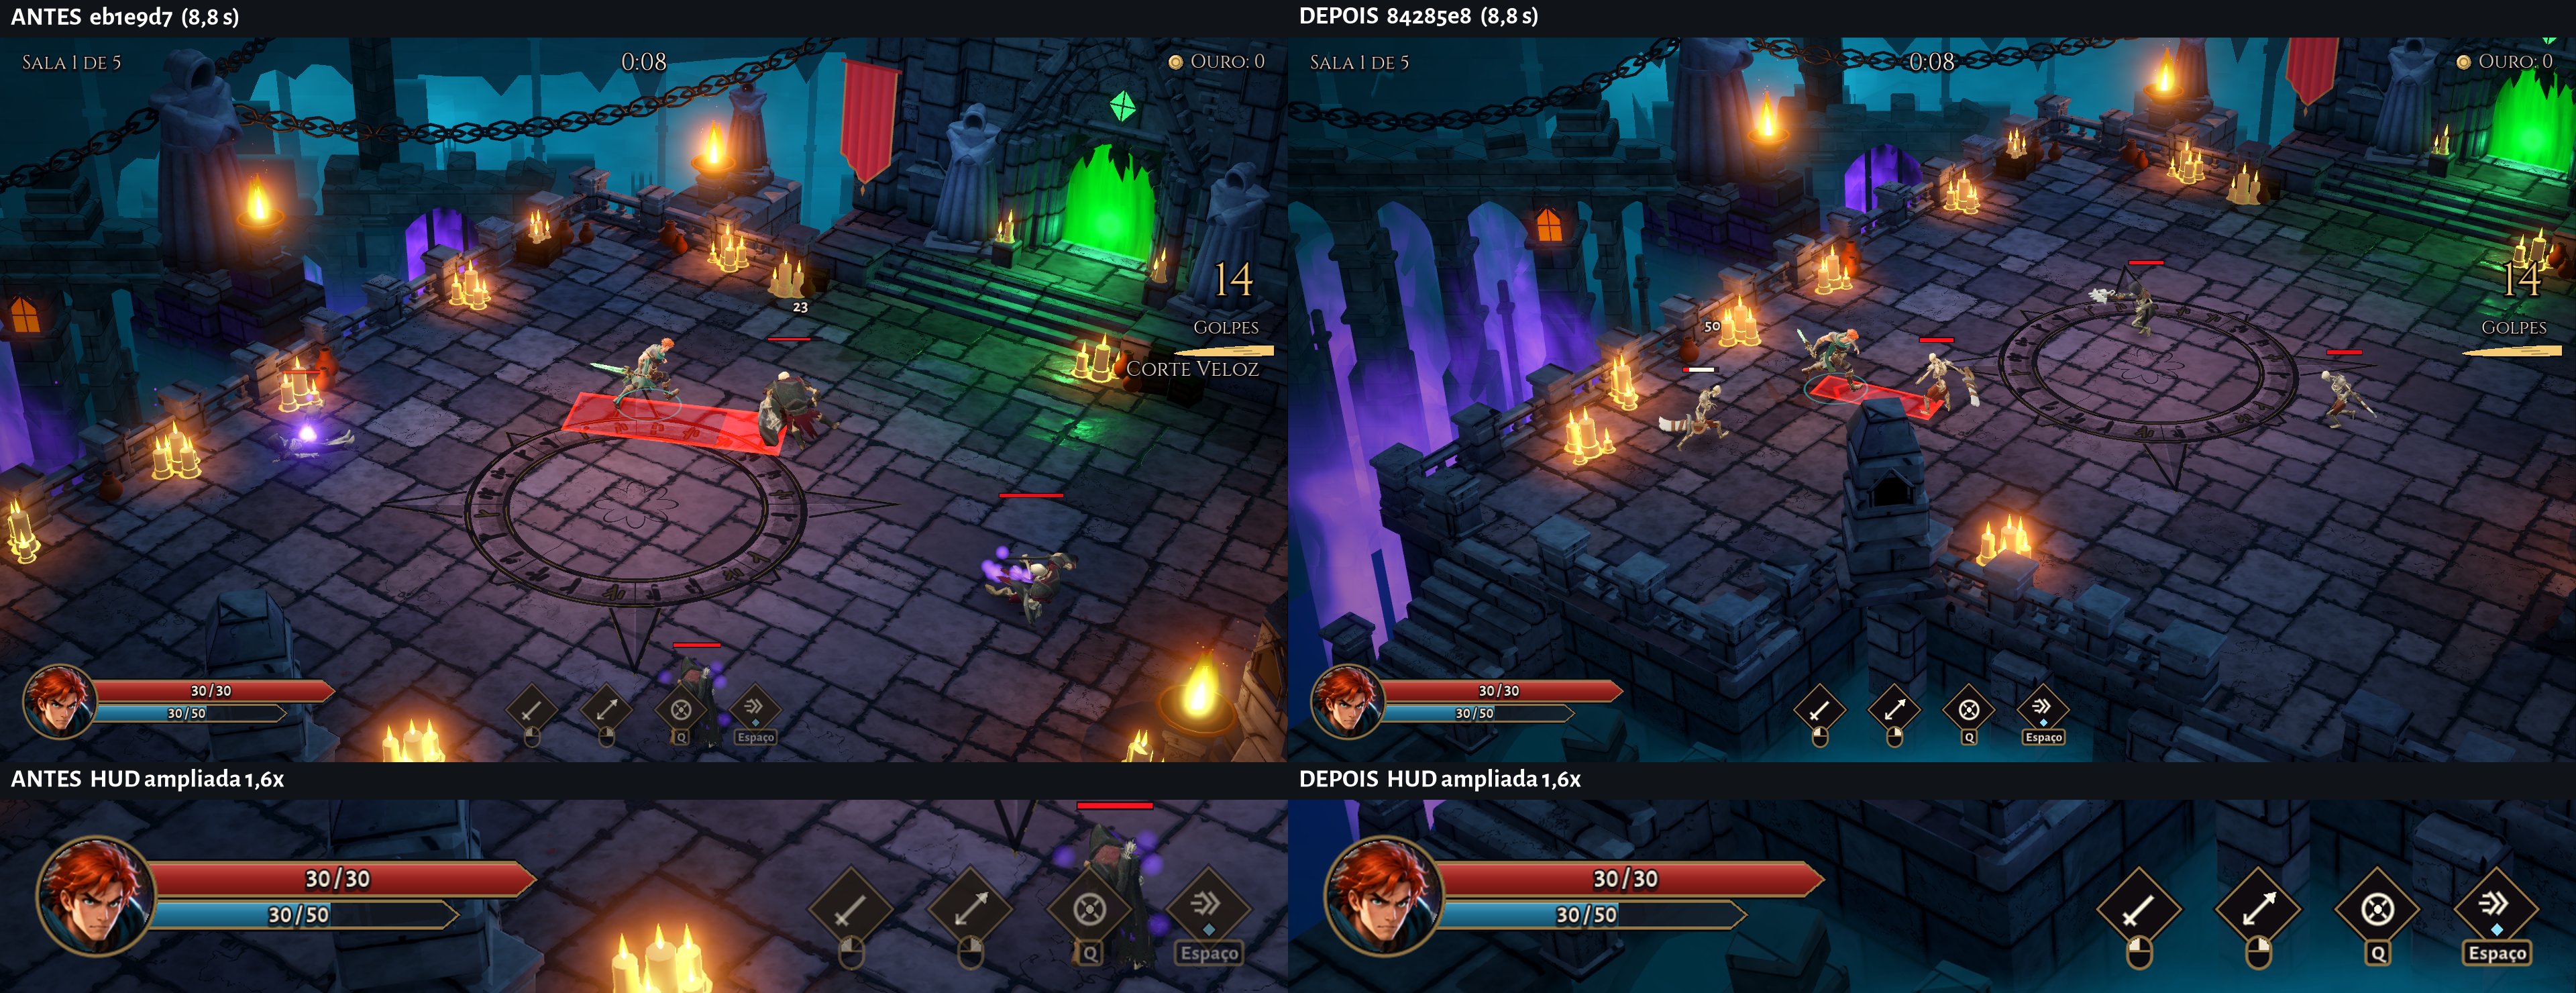 ANTES eb1e9d7 (8,8 s)
SALA 1 DE 5
0:08
OURO: 0
23
14
GOLPES
CORTE VELOZ
30/30
30/50
Q
Espaço
DEPOIS 84285e8 (8,8 s)
SALA 1 DE 5
0:08
OURO: 0
50
14
GOLPES
30/30
30/50
Q
Espaço
ANTES HUD ampliada 1,6x
30/30
30/50
Q
Espaço
DEPOIS HUD ampliada 1,6x
30/30
30/50
Q
Espaço